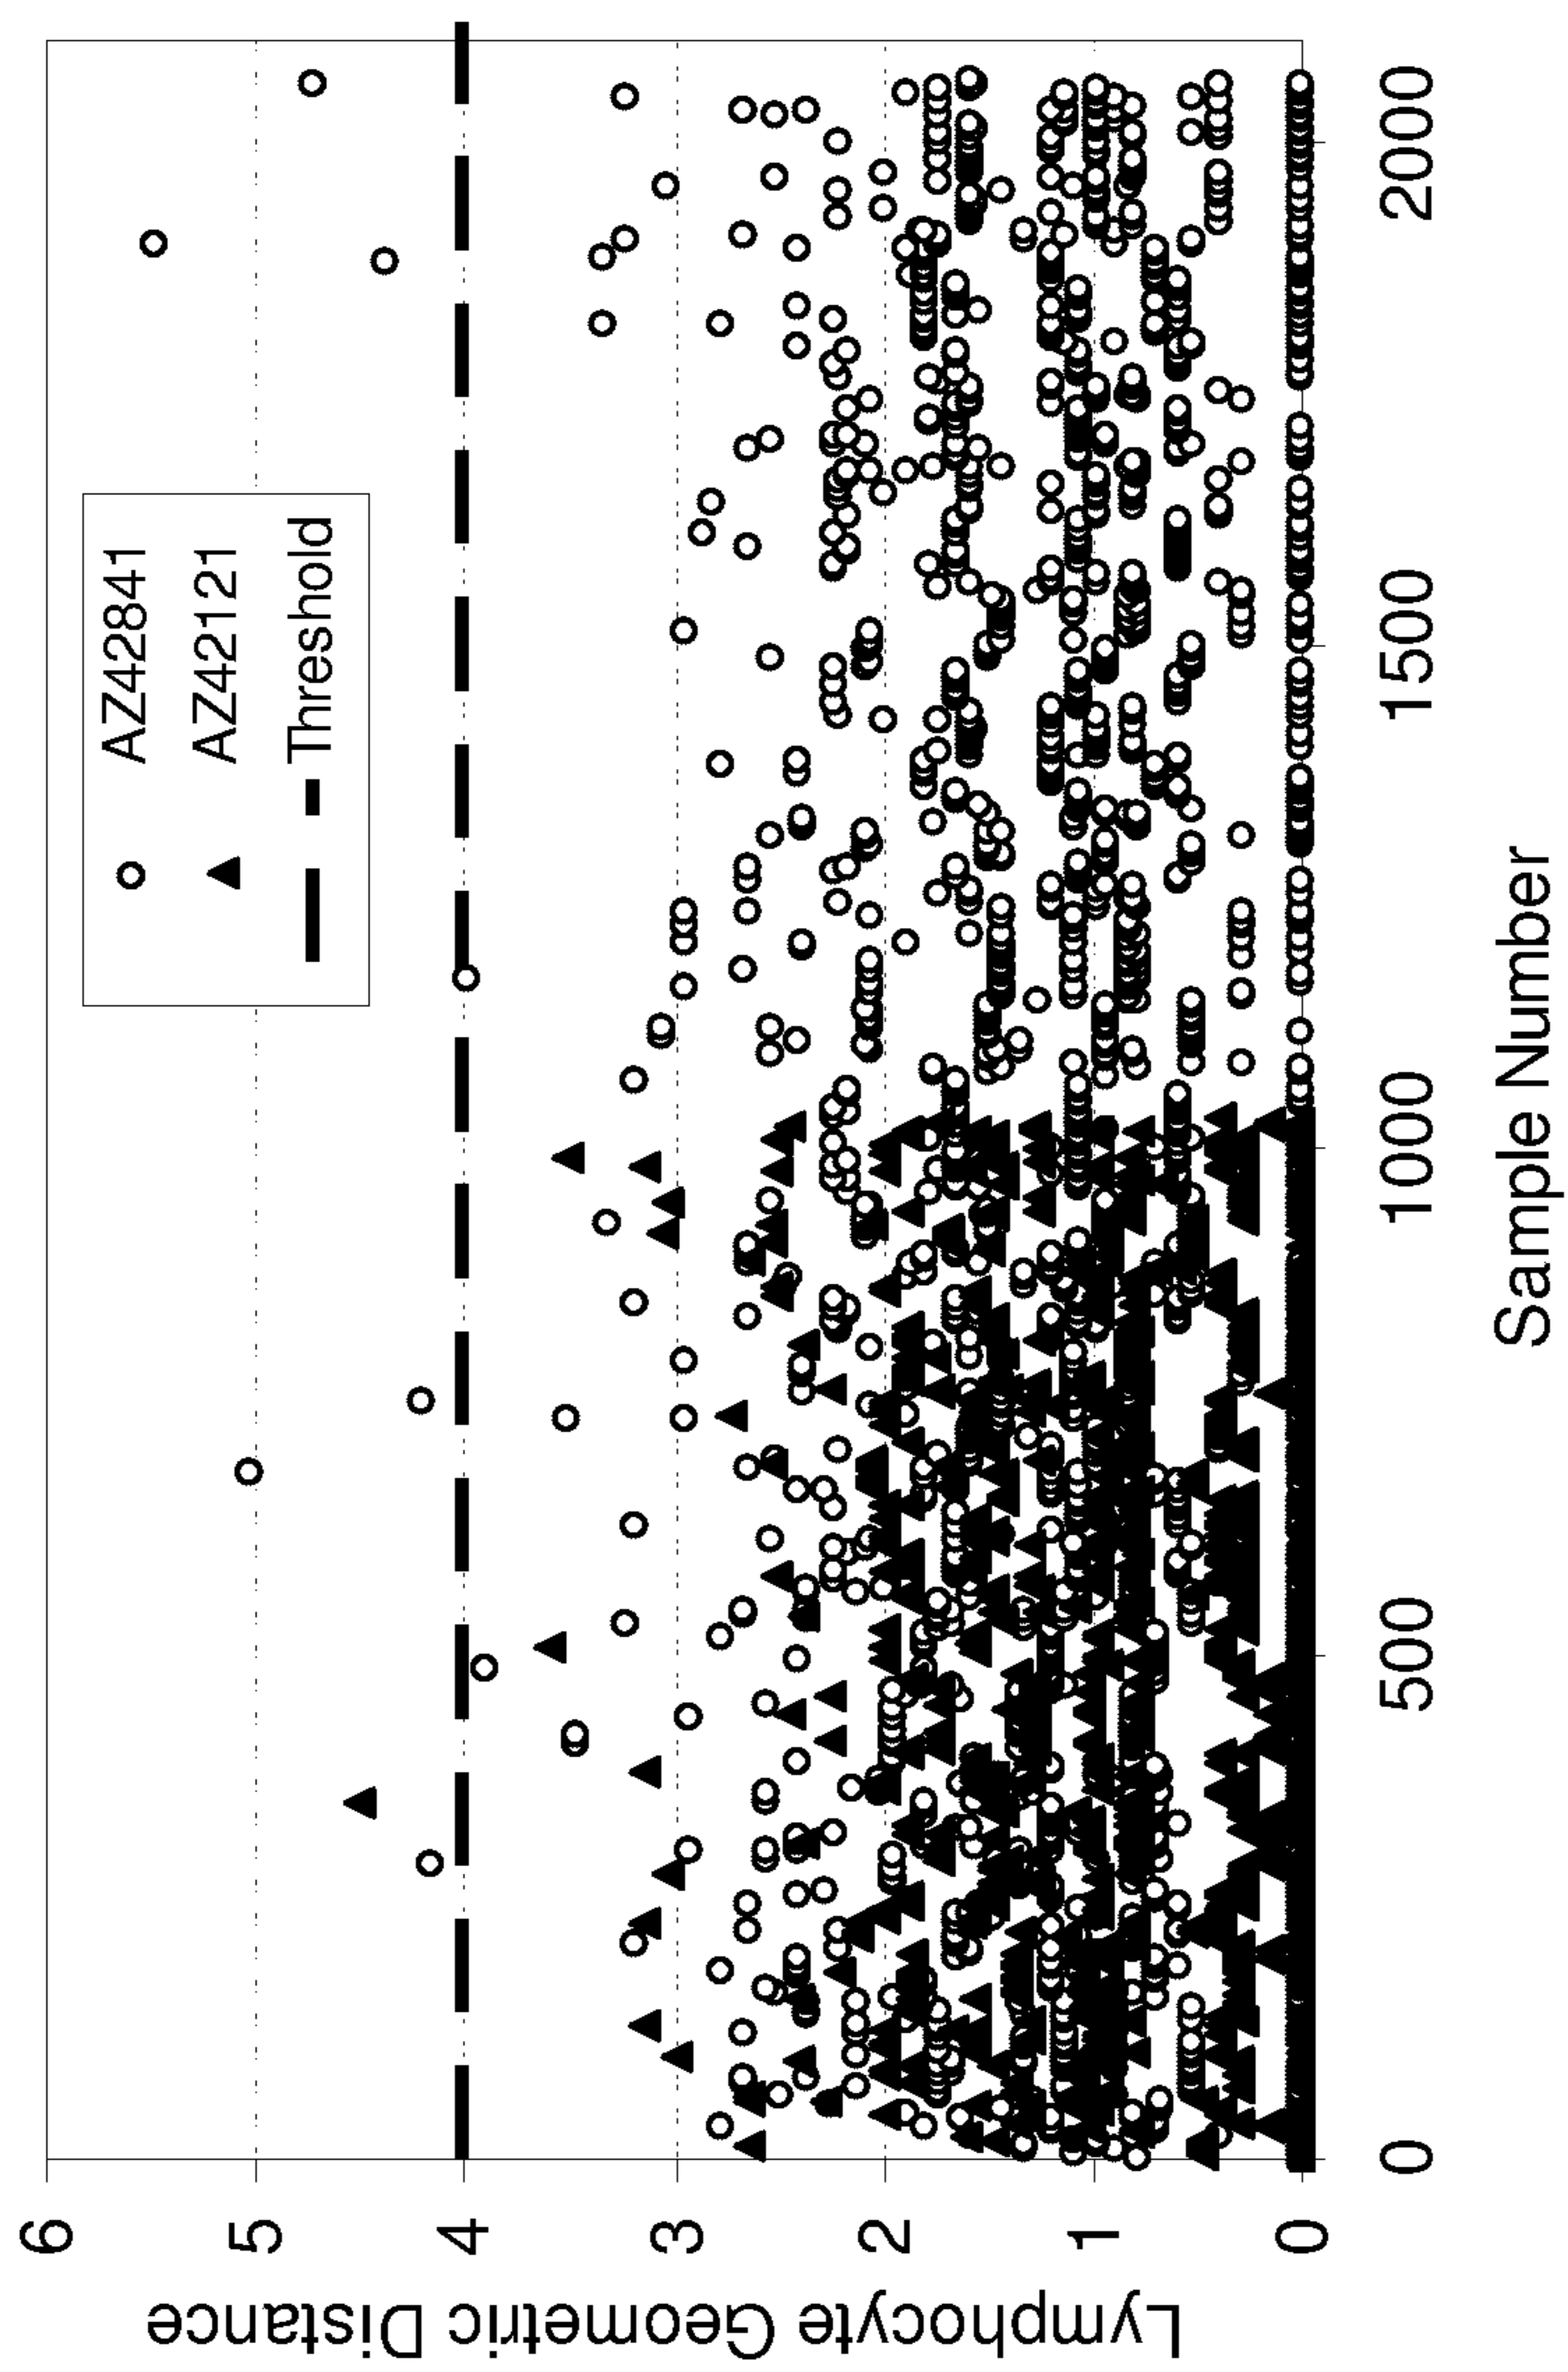 Lymphocyte Geometric Distance
6
5
4
3
2
1
0
AZ42841
AZ42121
Threshold
0
500
1000
1500
2000
Sample Number